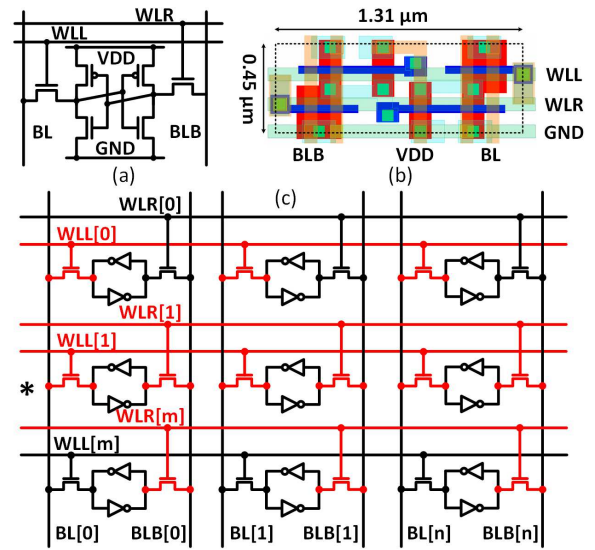 WLR
WLL
VDD
BL
GND
BLB
(a)
1.31 µm
0.45 µm
WLL
WLR
GND
BLB VDD BL
(b)
(c)
WLR[0]
WLL[0]
WLR[1]
WLL[1]
*
WLR[m]
WLL[m]
BL[0] BLB[0] BL[1] BLB[1] BL[n] BLB[n]